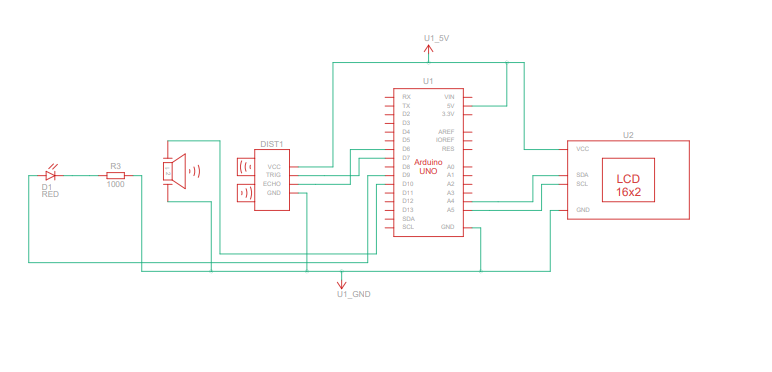 U1_5V
U1
RX
TX
D2
D3
D4
D5
D6
D7
D8
D9
D10
D11
D12
D13
SDA
SCL
VIN
5V
3.3V
AREF
IOREF
RES
A0
A1
A2
A3
A4
A5
GND
Arduino
UNO
DIST1
VCC
TRIG
ECHO
GND
U2
VCC
SDA
SCL
GND
LCD
16x2
R3
1000
D1
RED
U1_GND